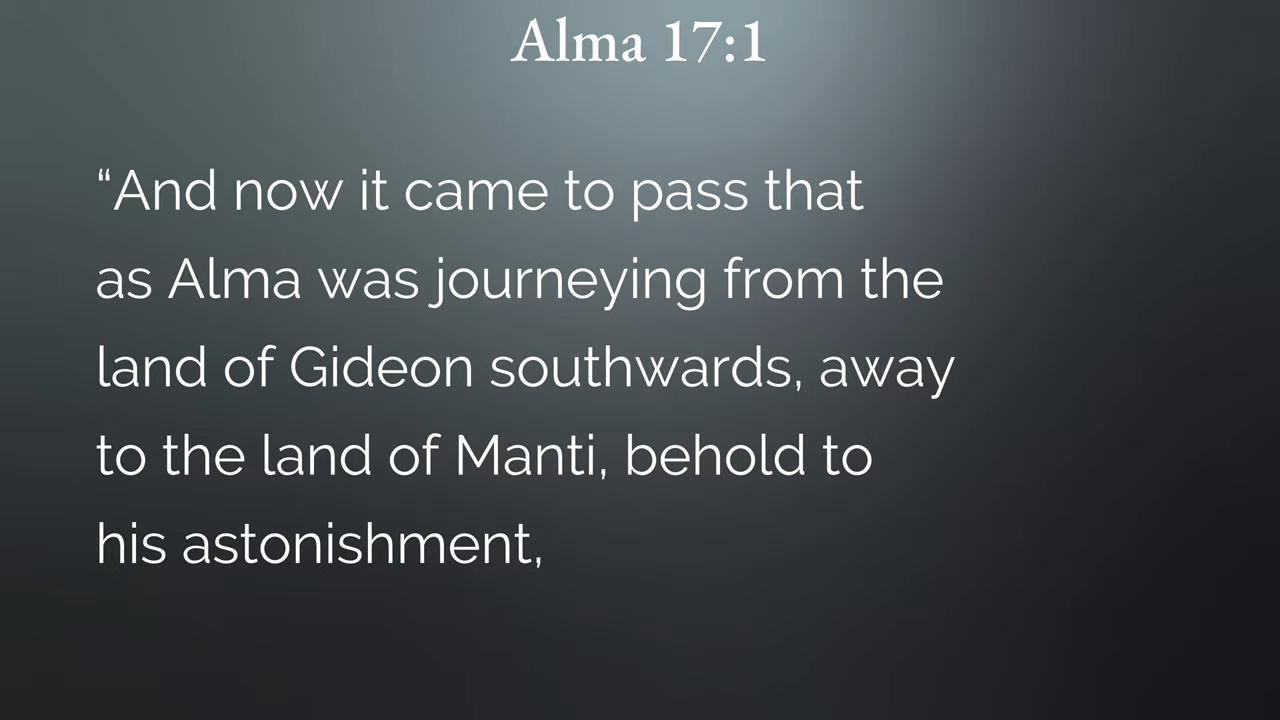 Alma 17:1
“And now it came to pass that
as Alma was journeying from the
land of Gideon southwards, away
to the land of Manti, behold to
his astonishment,